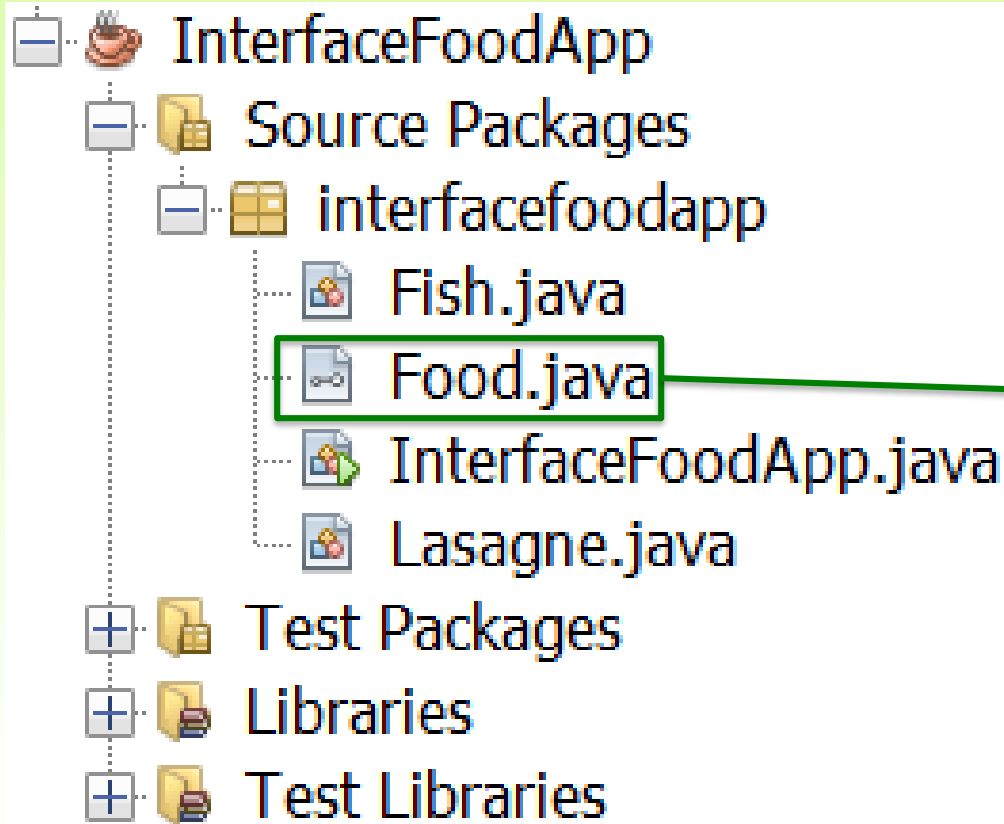 InterfaceFoodApp
Source Packages
interfacefoodapp
Fish.java
Food.java
InterfaceFoodApp.java
Lasagne.java
Test Packages
Libraries
Test Libraries